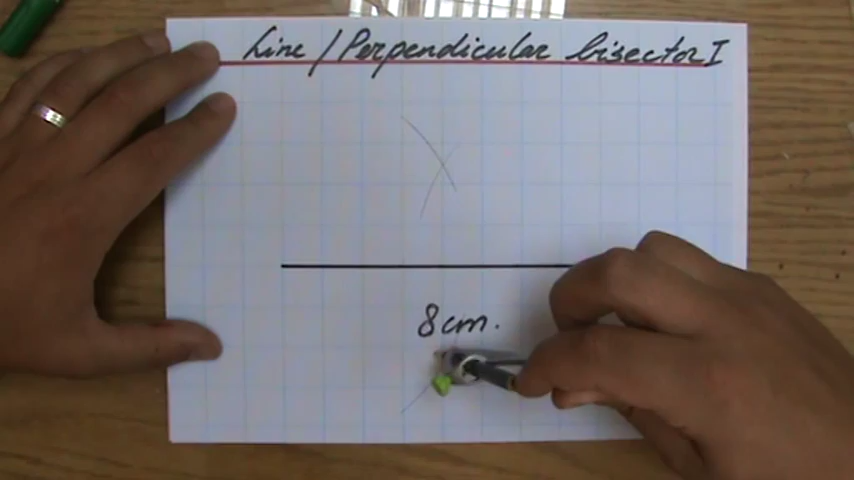 Line / Perpendicular bisector I
8cm.